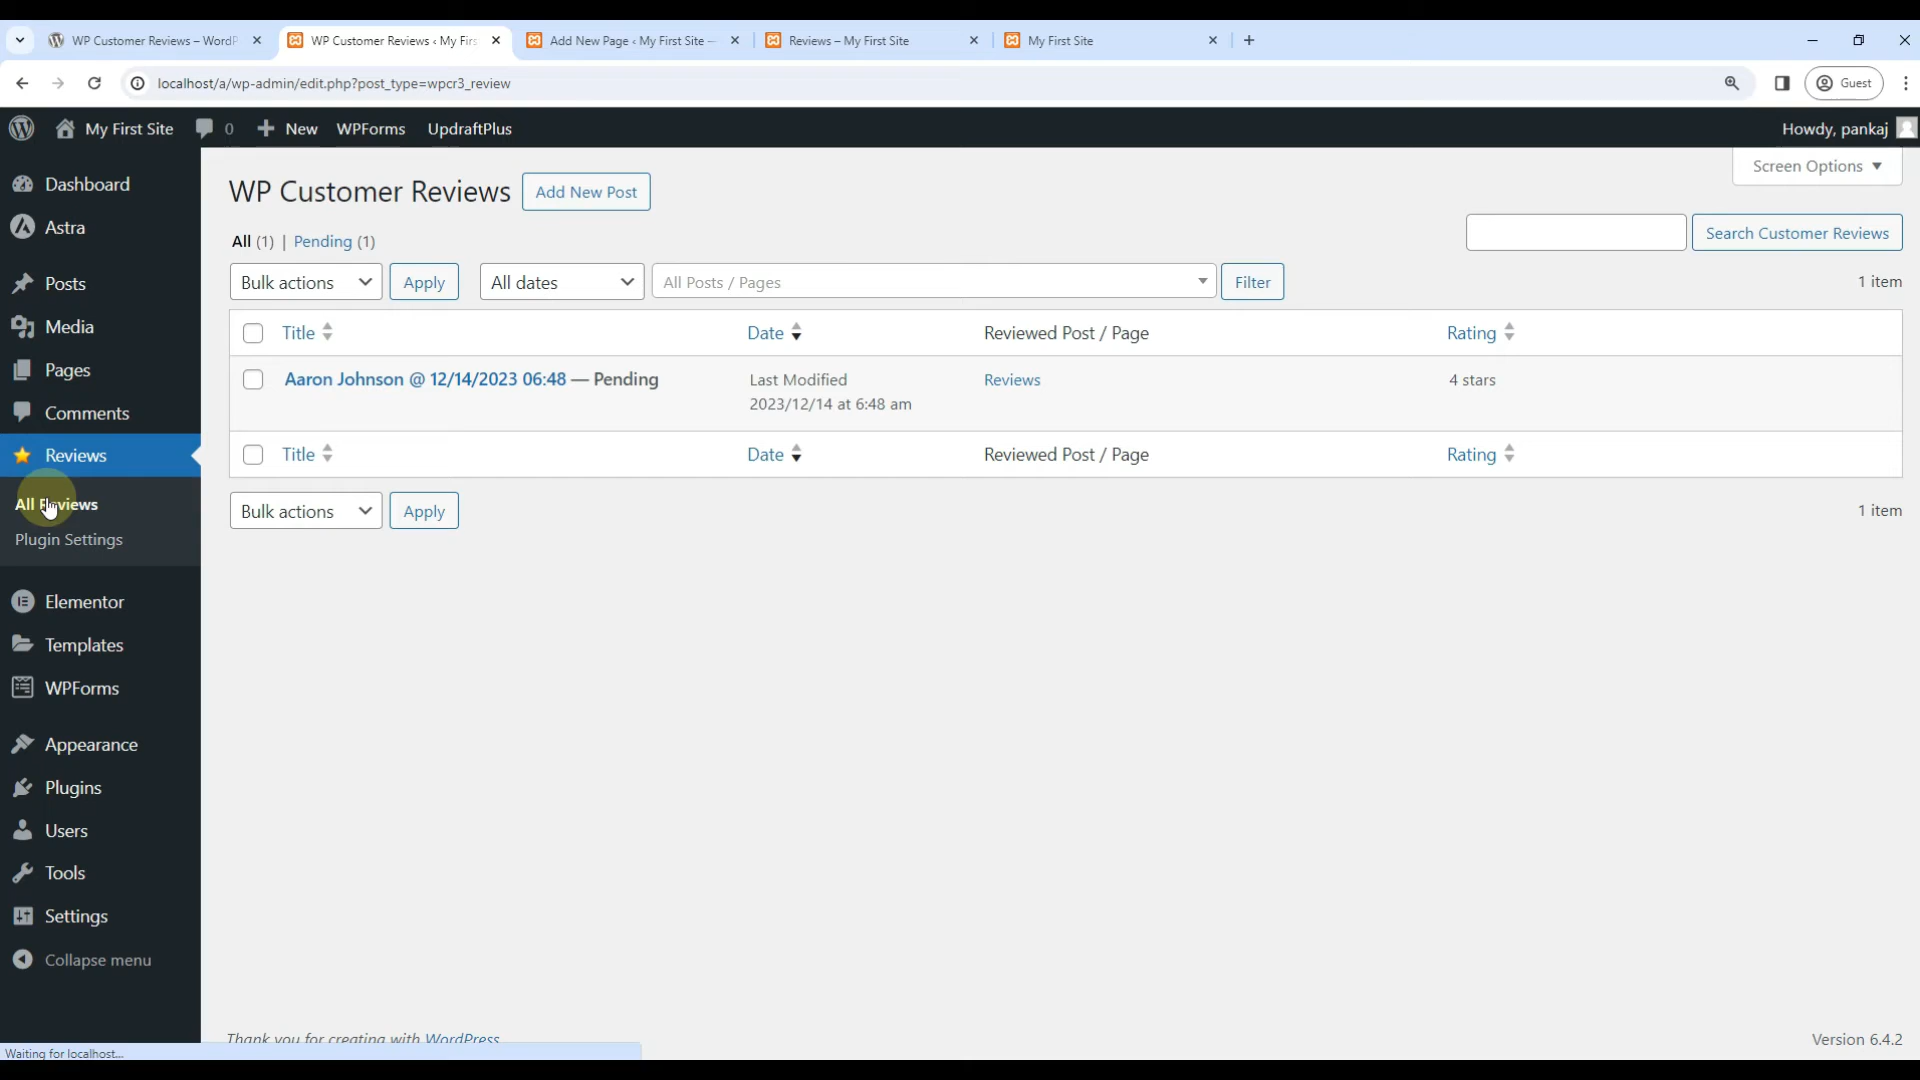 WP Customer Reviews – WordP
WP Customer Reviews ‹ My Firs
Add New Page ‹ My First Site —
Reviews – My First Site
My First Site
localhost/a/wp-admin/edit.php?post_type=wpcr3_review
Guest
My First Site
0
New
WPForms
UpdraftPlus
Howdy, pankaj
Dashboard
Astra
Posts
Media
Pages
Comments
Reviews
All Reviews
Plugin Settings
Elementor
Templates
WPForms
Appearance
Plugins
Users
Tools
Settings
Collapse menu
Screen Options
WP Customer Reviews
Add New Post
All (1) | Pending (1)
Search Customer Reviews
Bulk actions
Apply
All dates
All Posts / Pages
Filter
1 item
Title
Date
Reviewed Post / Page
Rating
Aaron Johnson @ 12/14/2023 06:48 — Pending
Last Modified
2023/12/14 at 6:48 am
Reviews
4 stars
Title
Date
Reviewed Post / Page
Rating
Bulk actions
Apply
1 item
Thank you for creating with WordPress
Version 6.4.2
Waiting for localhost...